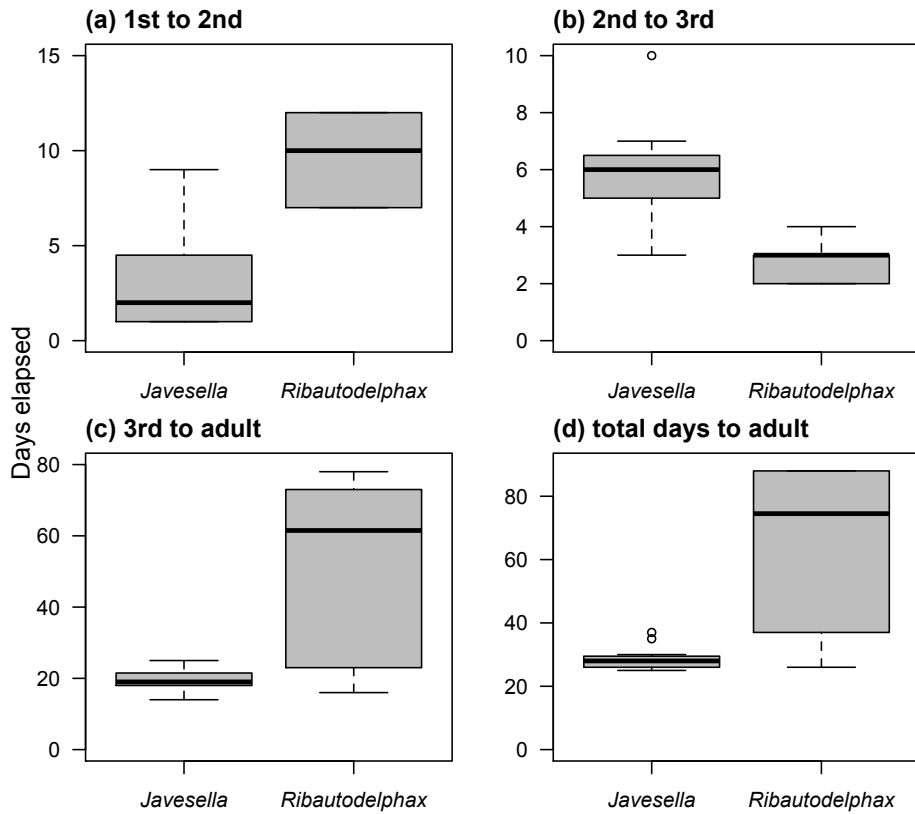 (a) 1st to 2nd
15
10
5
0
Javesella Ribautodelphax
(b) 2nd to 3rd
10
8
6
4
2
0
Javesella Ribautodelphax
Days elapsed
(c) 3rd to adult
80
60
40
20
0
Javesella Ribautodelphax
(d) total days to adult
80
60
40
20
0
Javesella Ribautodelphax